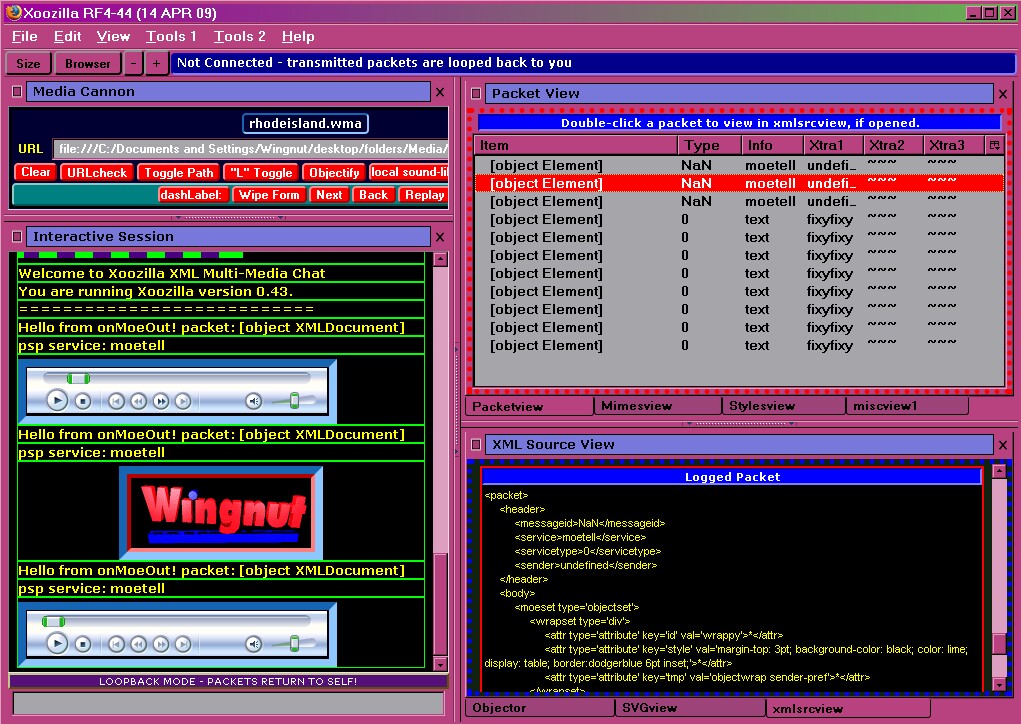 Xoozilla RF4-44 (14 APR 09)
File Edit View Tools 1 Tools 2 Help
Size Browser - + Not Connected - transmitted packets are looped back to you
Media Cannon
rhodeisland.wma
URL file:///C:/Documents and Settings/Wingnut/desktop/folders/Media/
Clear URLcheck Toggle Path "L" Toggle Objectify local sound-li
dashLabel: Wipe Form Next Back Replay
Interactive Session
Welcome to Xoozilla XML Multi-Media Chat
You are running Xoozilla version 0.43.
===========================
Hello from onMoeOut! packet: [object XMLDocument]
psp service: moetell
Hello from onMoeOut! packet: [object XMLDocument]
psp service: moetell
Wingnut
Hello from onMoeOut! packet: [object XMLDocument]
psp service: moetell
LOOPBACK MODE - PACKETS RETURN TO SELF!
Packet View
Double-click a packet to view in xmlsrcview, if opened.
Item Type Info Xtra1 Xtra2 Xtra3
[object Element] NaN moetell undefi... ~~~ ~~~
[object Element] NaN moetell undefi... ~~~ ~~~
[object Element] NaN moetell undefi... ~~~ ~~~
[object Element] 0 text fixyfixy ~~~ ~~~
[object Element] 0 text fixyfixy ~~~ ~~~
[object Element] 0 text fixyfixy ~~~ ~~~
[object Element] 0 text fixyfixy ~~~ ~~~
[object Element] 0 text fixyfixy ~~~ ~~~
[object Element] 0 text fixyfixy ~~~ ~~~
[object Element] 0 text fixyfixy ~~~ ~~~
[object Element] 0 text fixyfixy ~~~ ~~~
Packetview Mimesview Stylesview miscview1
XML Source View
Logged Packet
<packet>
<header>
<messageid>NaN</messageid>
<service>moetell</service>
<servicetype>0</servicetype>
<sender>undefined</sender>
</header>
<body>
<moeset type='objectset'>
<wrapset type='div'>
<attr type='attribute' key='id' val='wrappy'>*</attr>
<attr type='attribute' key='style' val='margin-top: 3pt; background-color: black; color: lime;
display: table; border:dodgerblue 6pt inset;'>*</attr>
<attr type='attribute' key='tmp' val='objectwrap sender-pref'>*</attr>
</wrapset>
Objector SVGview xmlsrcview